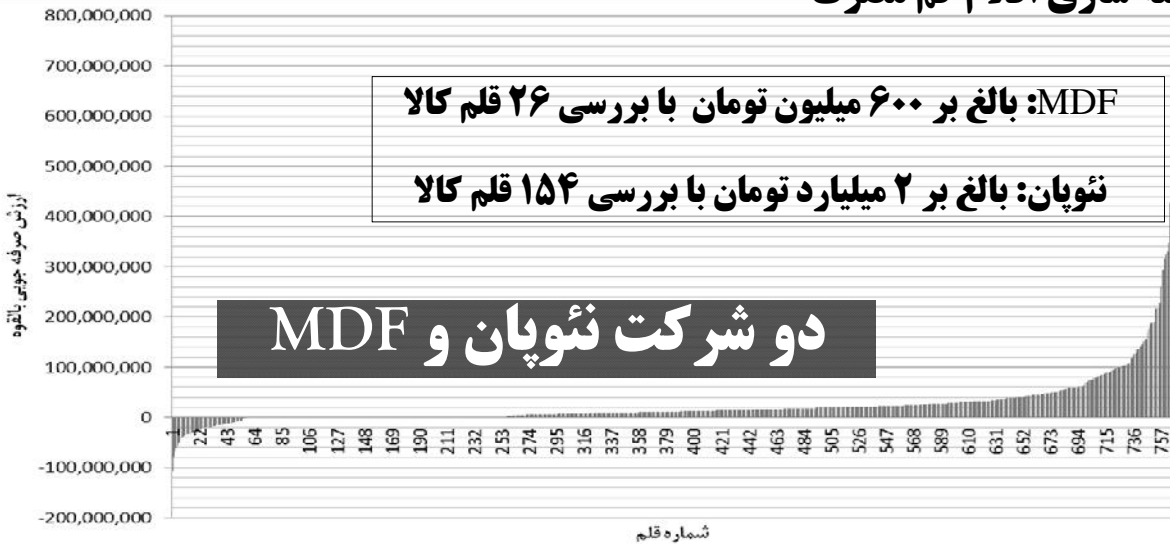 800,000,000
700,000,000
600,000,000
500,000,000
400,000,000
300,000,000
200,000,000
100,000,000
0
-100,000,000
-200,000,000
ارزش صرفه جویی بالقوه
MDF: بالغ بر ۶۰۰ میلیون تومان با بررسی ۲۶ قلم کالا
نئوپان: بالغ بر ۲ میلیارد تومان با بررسی ۱۵۴ قلم کالا
دو شرکت نئوپان و MDF
1 22 43 64 85 106 127 148 169 190 211 232 253 274 295 316 337 358 379 400 421 442 463 484 505 526 547 568 589 610 631 652 673 694 715 736 757
شماره قلم